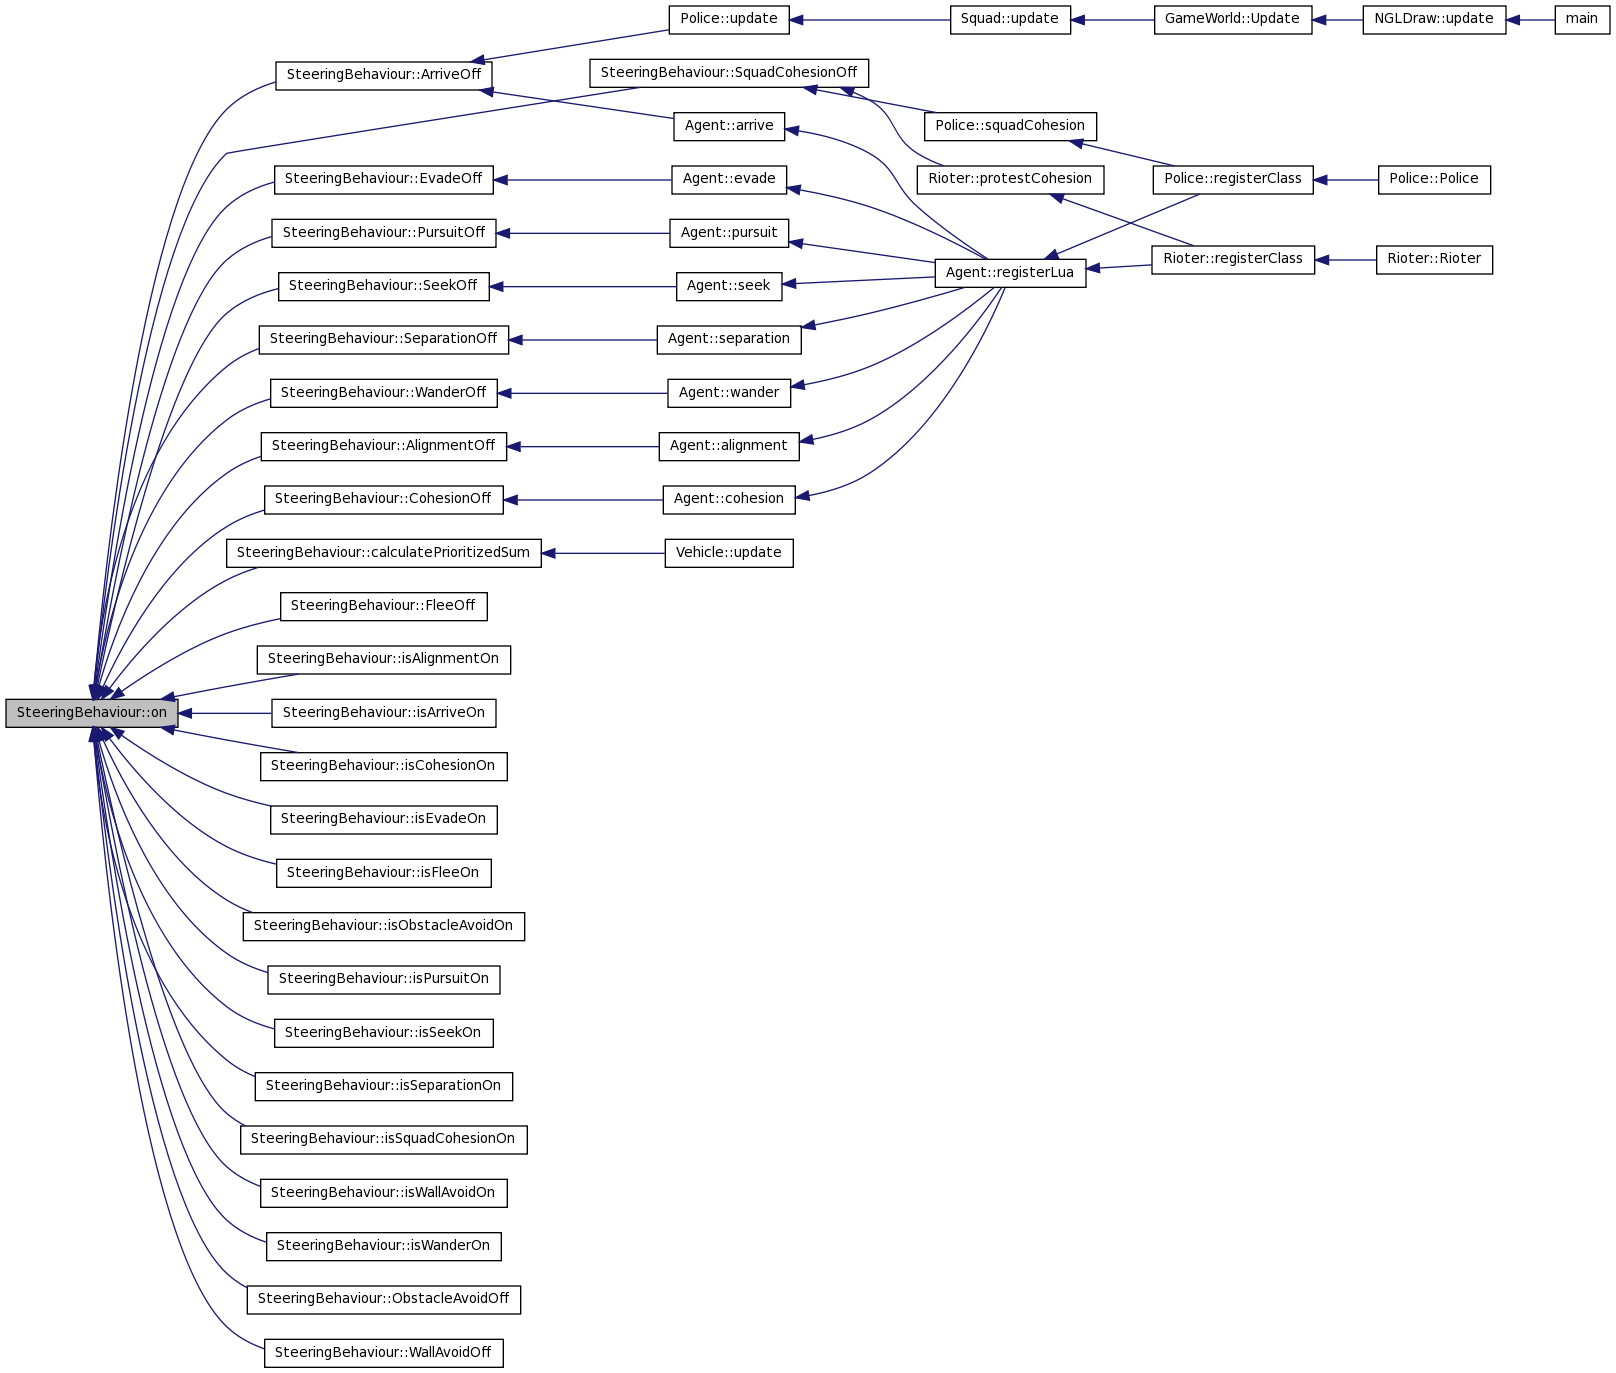 Police::update
Squad::update
GameWorld::Update
NGLDraw::update
main
SteeringBehaviour::ArriveOff
SteeringBehaviour::SquadCohesionOff
Agent::arrive
Police::squadCohesion
SteeringBehaviour::EvadeOff
Agent::evade
Rioter::protestCohesion
Police::registerClass
Police::Police
SteeringBehaviour::PursuitOff
Agent::pursuit
Agent::registerLua
Rioter::registerClass
Rioter::Rioter
SteeringBehaviour::SeekOff
Agent::seek
SteeringBehaviour::SeparationOff
Agent::separation
SteeringBehaviour::WanderOff
Agent::wander
SteeringBehaviour::AlignmentOff
Agent::alignment
SteeringBehaviour::CohesionOff
Agent::cohesion
SteeringBehaviour::calculatePrioritizedSum
Vehicle::update
SteeringBehaviour::FleeOff
SteeringBehaviour::isAlignmentOn
SteeringBehaviour::on
SteeringBehaviour::isArriveOn
SteeringBehaviour::isCohesionOn
SteeringBehaviour::isEvadeOn
SteeringBehaviour::isFleeOn
SteeringBehaviour::isObstacleAvoidOn
SteeringBehaviour::isPursuitOn
SteeringBehaviour::isSeekOn
SteeringBehaviour::isSeparationOn
SteeringBehaviour::isSquadCohesionOn
SteeringBehaviour::isWallAvoidOn
SteeringBehaviour::isWanderOn
SteeringBehaviour::ObstacleAvoidOff
SteeringBehaviour::WallAvoidOff